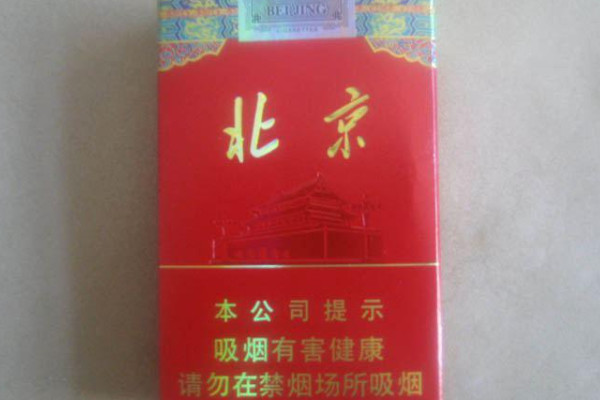 BEIJING
北京
本公司提示
吸烟有害健康
请勿在禁烟场所吸烟